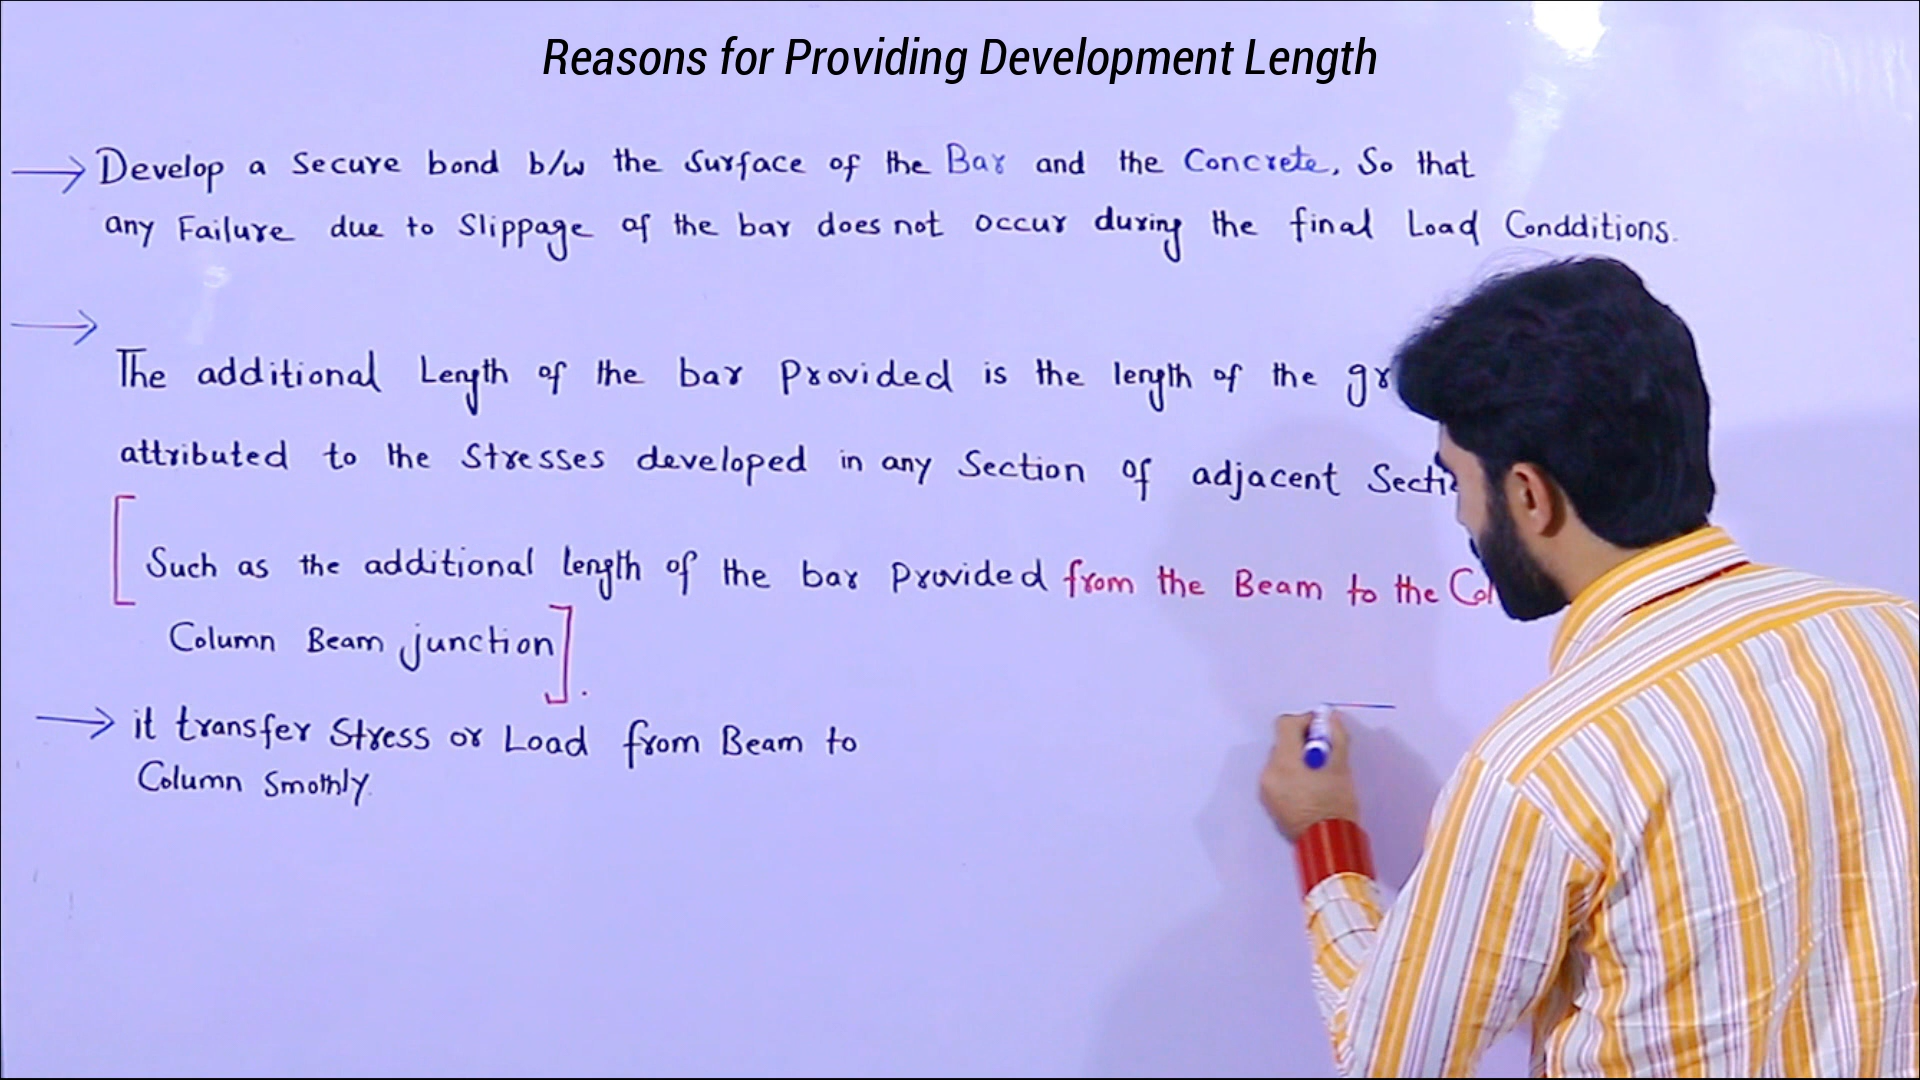 Reasons for Providing Development Length
Develop a Secure bond b/w the Surface of the Bar and the Concrete, So that
any Failure due to Slippage of the bar does not occur during the final Load Condditions.
The additional Length of the bar Provided is the length of the
attributed to the Stresses developed in any Section of adjacent
[Such as the additional length of the bar Provided from the Beam to the
Column Beam junction].
it transfer Stress or Load from Beam to
Column Smothly.